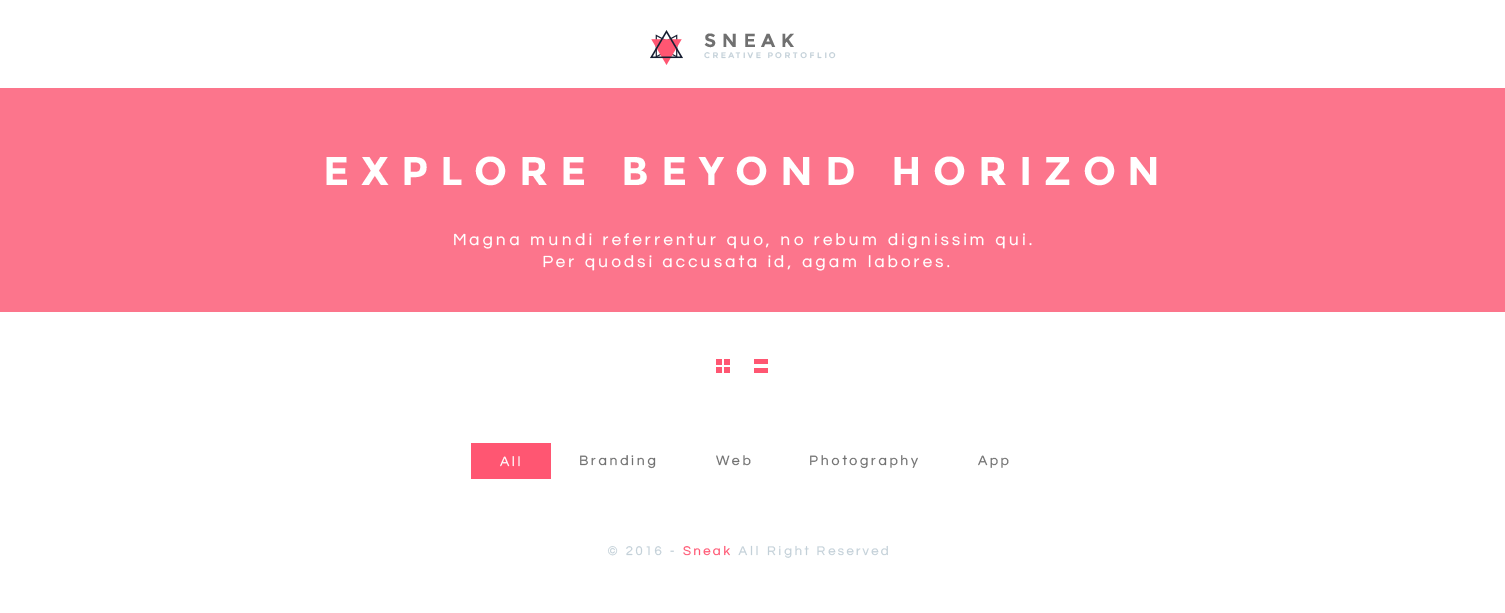 SNEAK
CREATIVE PORTOFLIO
EXPLORE BEYOND HORIZON
Magna mundi referrentur quo, no rebum dignissim qui.
Per quodsi accusata id, agam labores.
All Branding Web Photography App
© 2016 - Sneak All Right Reserved